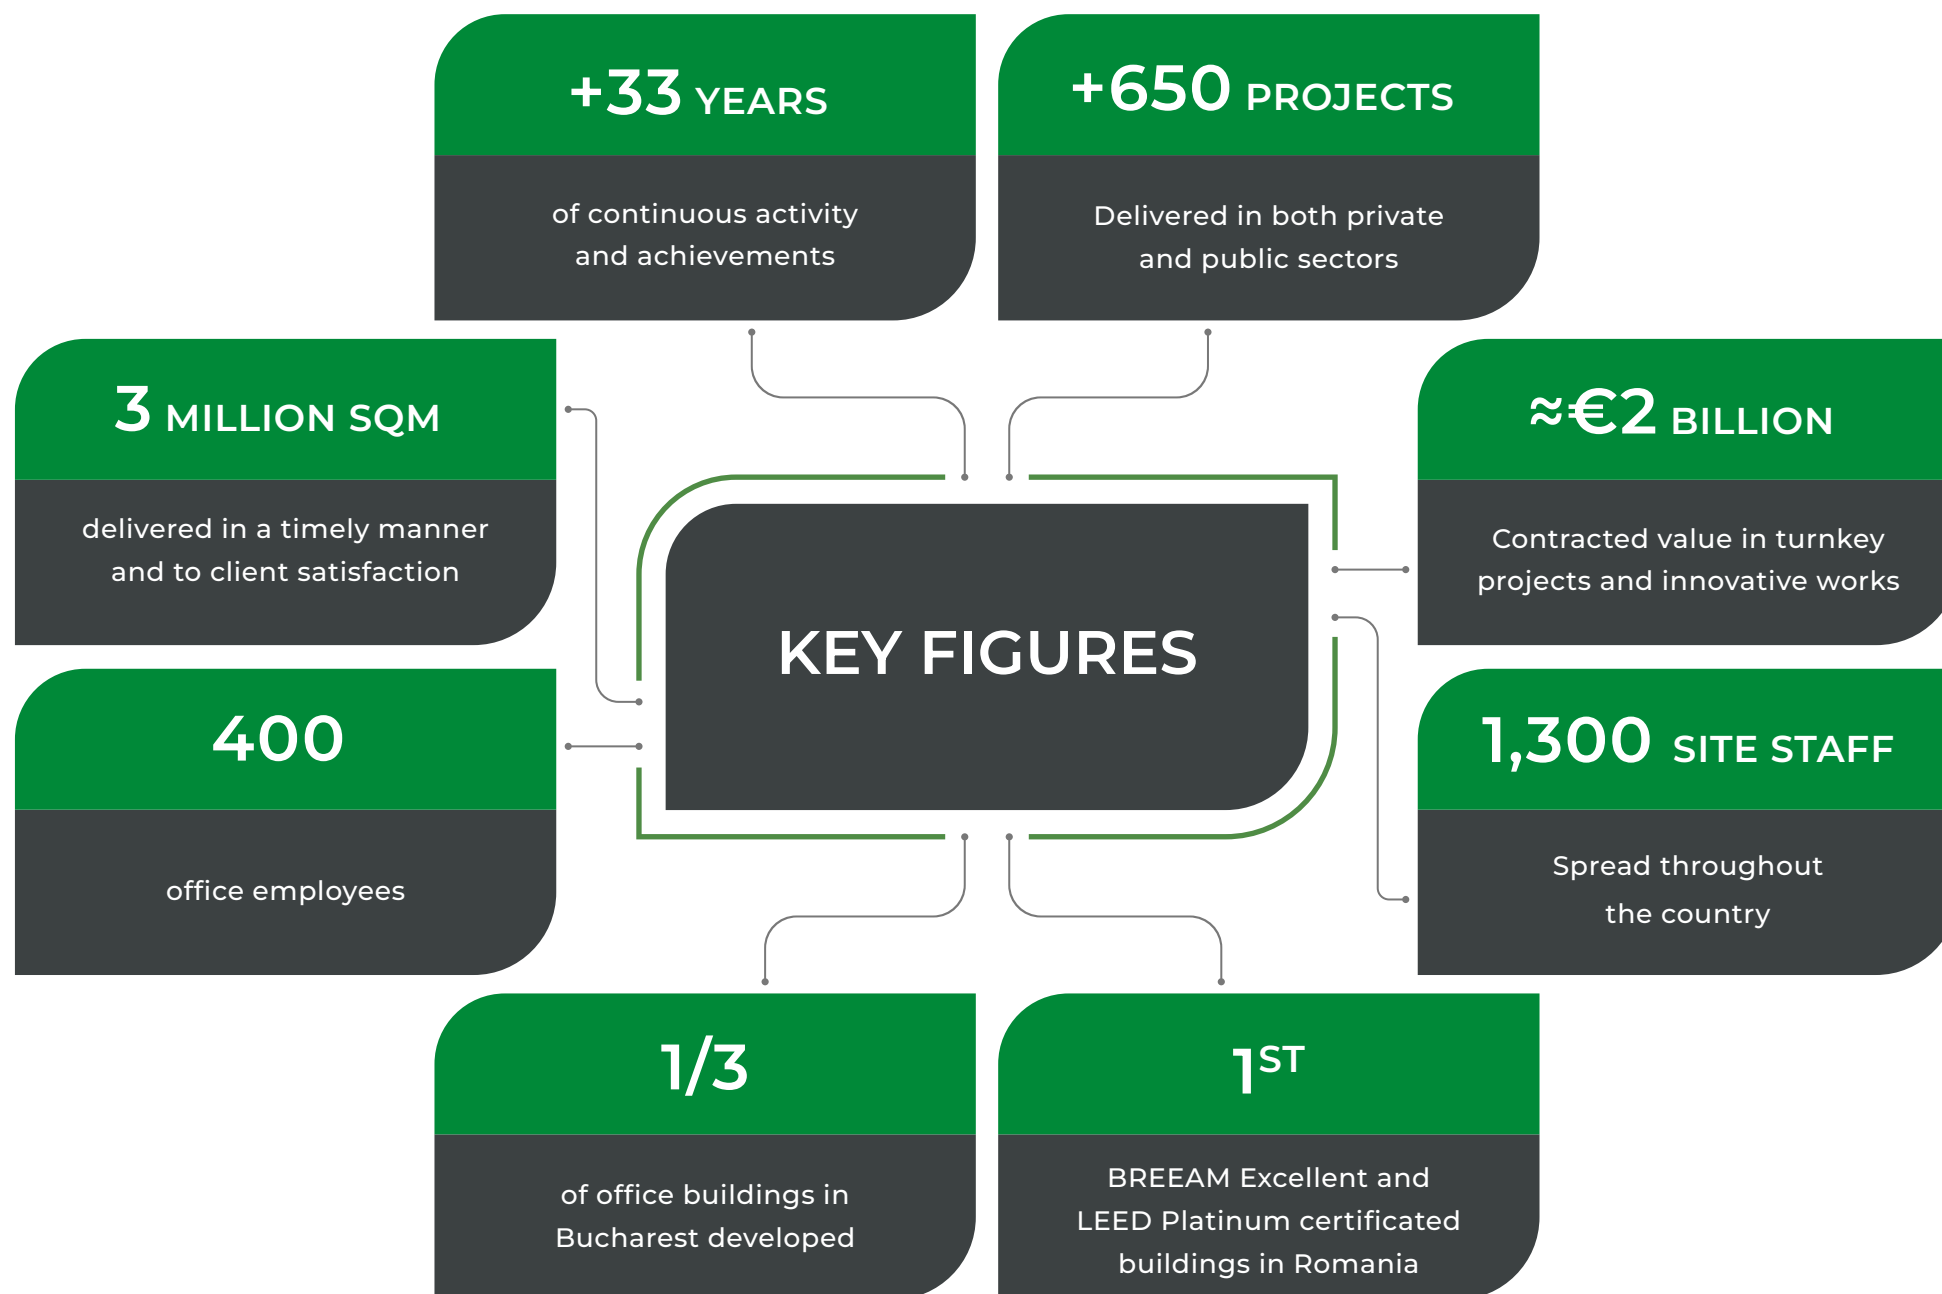 +33 YEARS
of continuous activity
and achievements
+650 PROJECTS
Delivered in both private
and public sectors
3 MILLION SQM
delivered in a timely manner
and to client satisfaction
≈€2 BILLION
Contracted value in turnkey
projects and innovative works
KEY FIGURES
400
office employees
1,300 SITE STAFF
Spread throughout
the country
1/3
of office buildings in
Bucharest developed
1ST
BREEAM Excellent and
LEED Platinum certificated
buildings in Romania